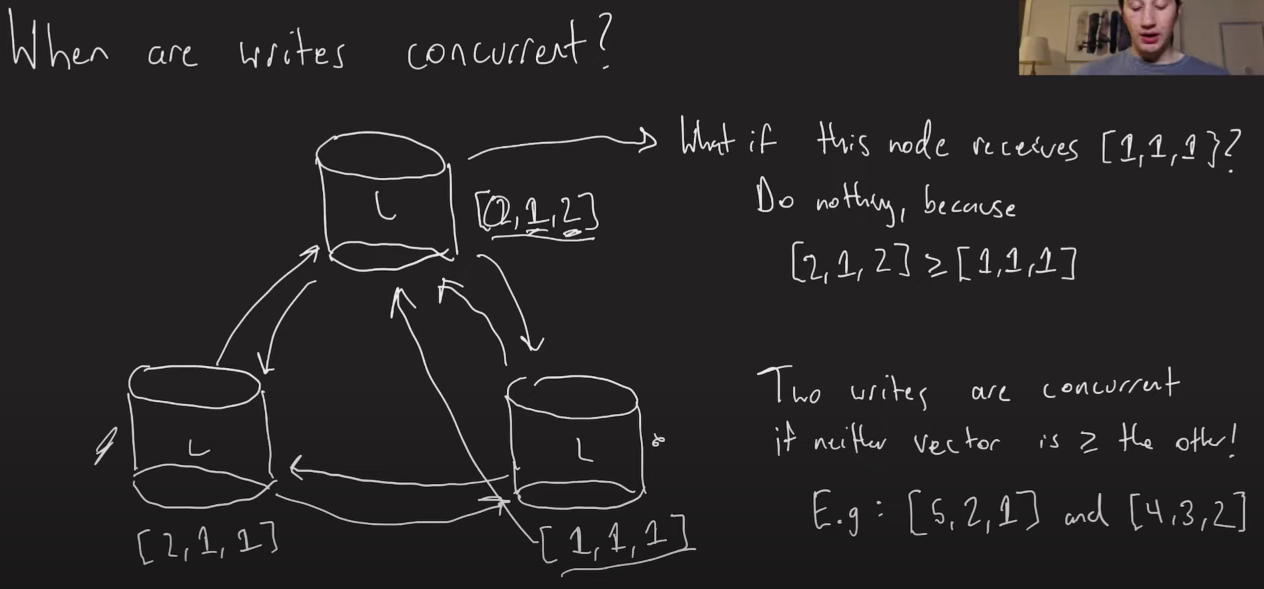 When are writes concurrent?
What if this node receives [1,1,1]?
Do nothing, because
[2,1,2] ≥ [1,1,1]
L
[2,1,2]
Two writes are concurrent
if neither vector is ≥ the other!
E.g : [5,2,1] and [4,3,2]
L
[2,1,1]
L
[1,1,1]